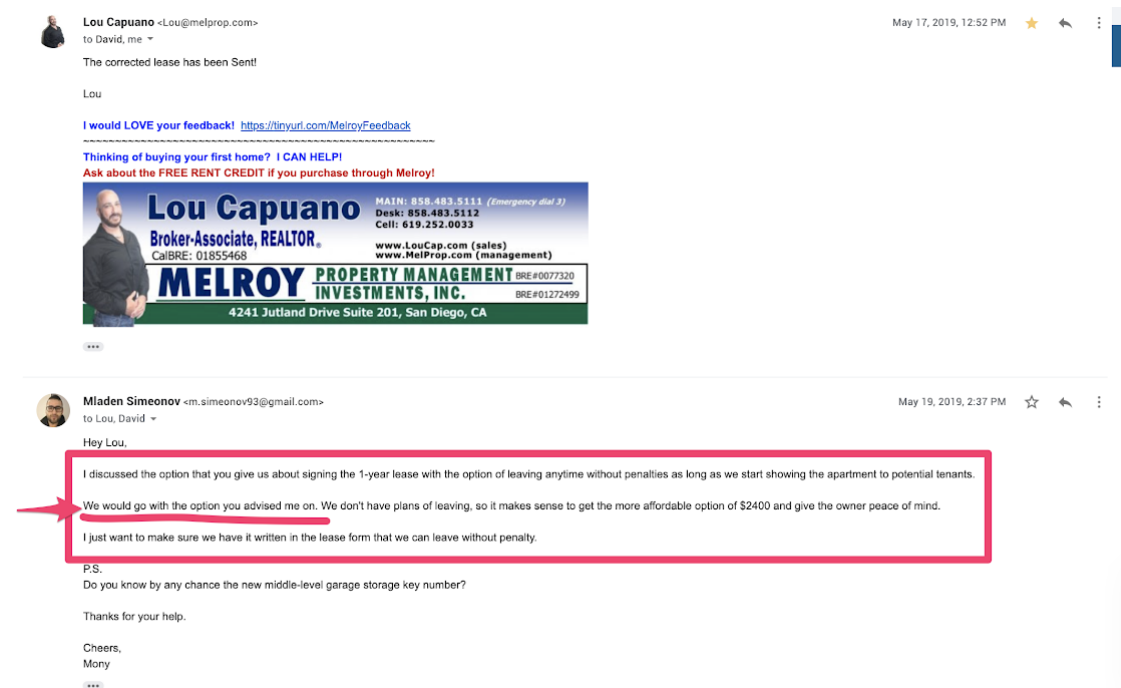 Lou Capuano <Lou@melprop.com>
May 17, 2019, 12:52 PM
to David, me
The corrected lease has been Sent!
Lou
I would LOVE your feedback! https://tinyurl.com/MelroyFeedback
~~~~~~~~~~~~~~~~~~~~~~~~~~~~~~~~~~~~~~~~~~~~~~~~~~~~~~~
Thinking of buying your first home? I CAN HELP!
Ask about the FREE RENT CREDIT if you purchase through Melroy!
Lou Capuano
Broker-Associate, REALTOR®
CalBRE: 01855468
MAIN: 858.483.5111 (Emergency dial 3)
Desk: 858.483.5112
Cell: 619.252.0033
www.LouCap.com (sales)
www.MelProp.com (management)
MELROY PROPERTY MANAGEMENT BRE#0077320
INVESTMENTS, INC. BRE#01272499
4241 Jutland Drive Suite 201, San Diego, CA
Mladen Simeonov <m.simeonov93@gmail.com>
May 19, 2019, 2:37 PM
to Lou, David
Hey Lou,
I discussed the option that you give us about signing the 1-year lease with the option of leaving anytime without penalties as long as we start showing the apartment to potential tenants.
We would go with the option you advised me on. We don't have plans of leaving, so it makes sense to get the more affordable option of $2400 and give the owner peace of mind.
I just want to make sure we have it written in the lease form that we can leave without penalty.
P.S.
Do you know by any chance the new middle-level garage storage key number?
Thanks for your help.
Cheers,
Mony